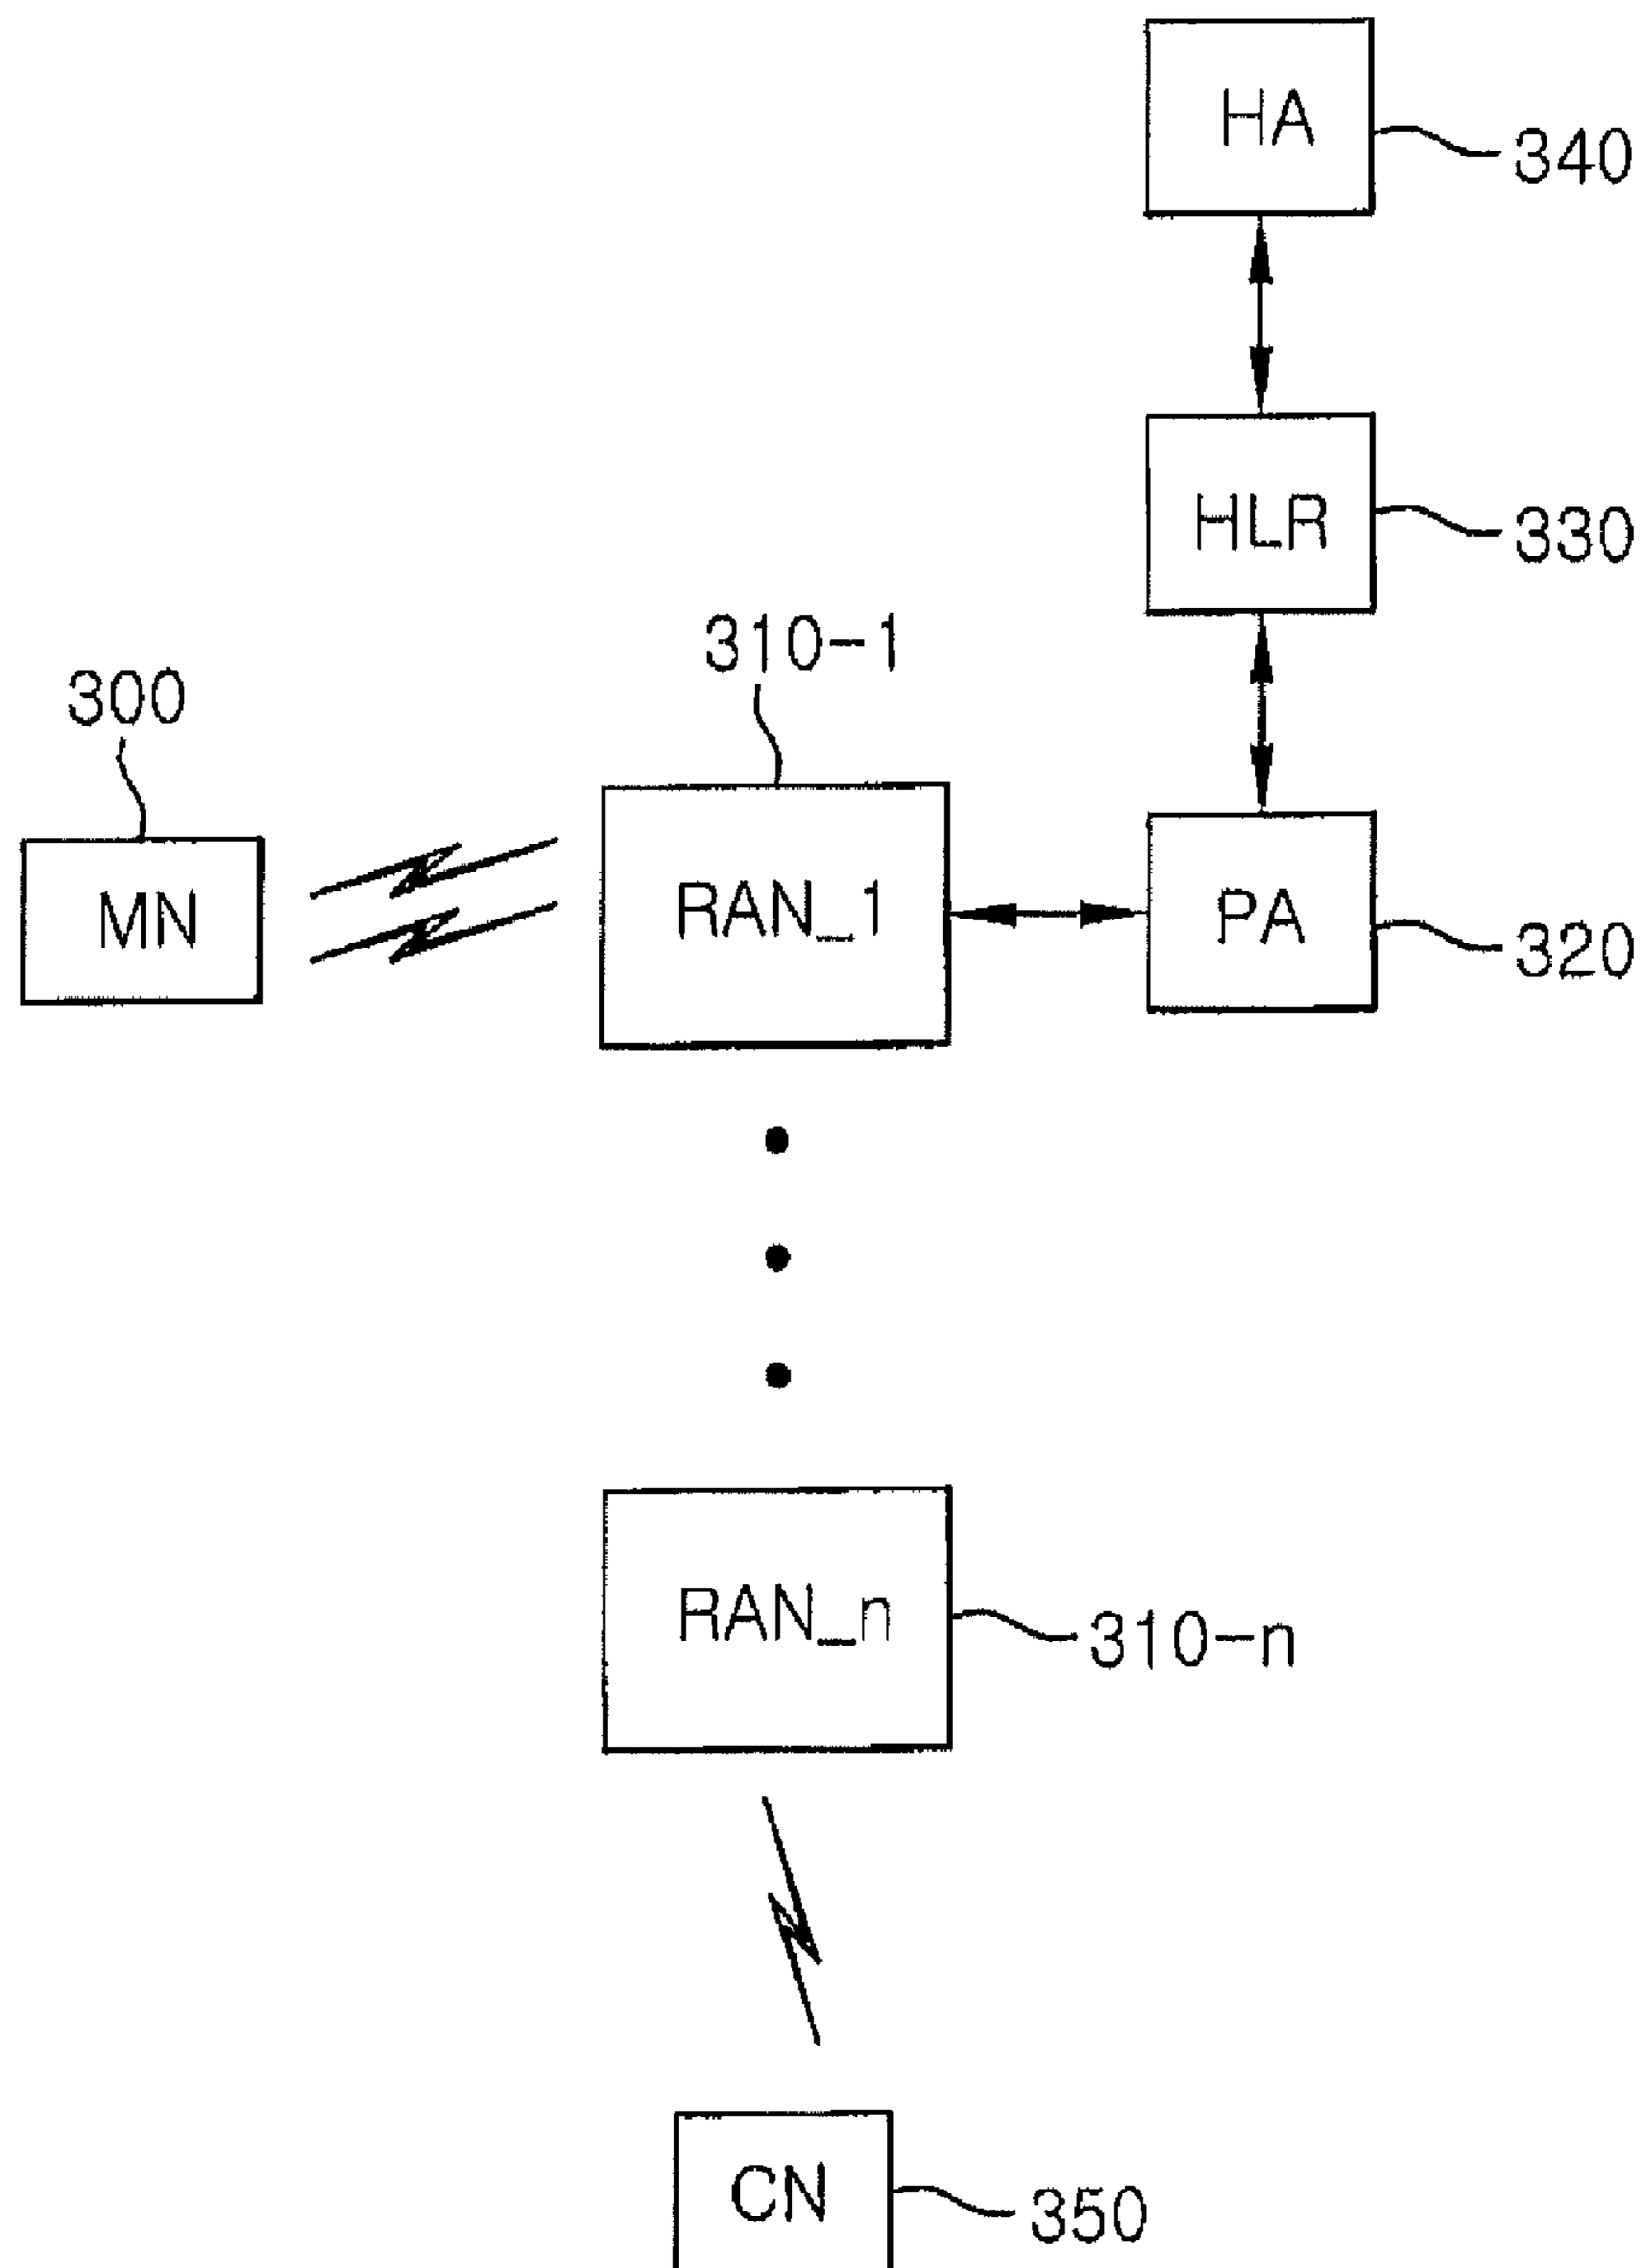 HA
340
HLR
330
310-1
300
MN
RAN_1
PA
320
RAN_n
310-n
CN
350